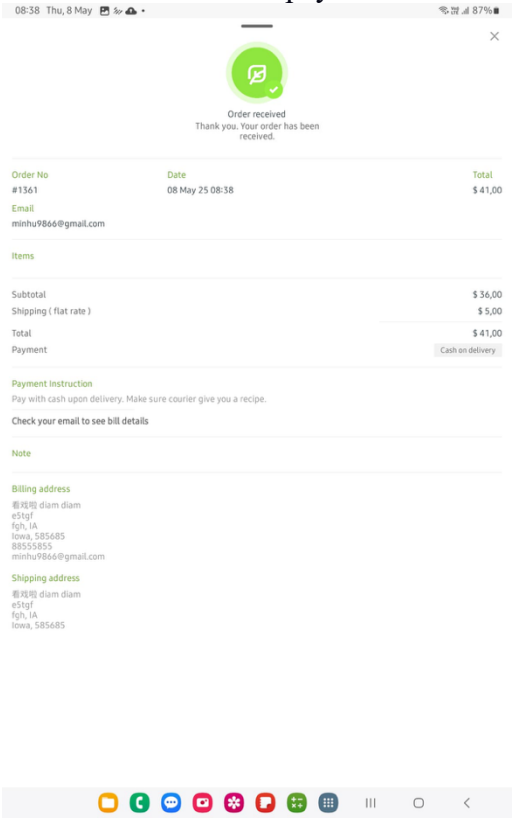 08:38 Thu, 8 May
87%
Order received
Thank you. Your order has been
received.
Order No Date Total
#1361 08 May 25 08:38 $ 41,00
Email
minhu9866@gmail.com
Items
Subtotal $ 36,00
Shipping ( flat rate ) $ 5,00
Total $ 41,00
Payment Cash on delivery
Payment Instruction
Pay with cash upon delivery. Make sure courier give you a recipe.
Check your email to see bill details
Note
Billing address
看戏啦 diam diam
e5tgf
fgh, IA
Iowa, 585685
88555855
minhu9866@gmail.com
Shipping address
看戏啦 diam diam
e5tgf
fgh, IA
Iowa, 585685